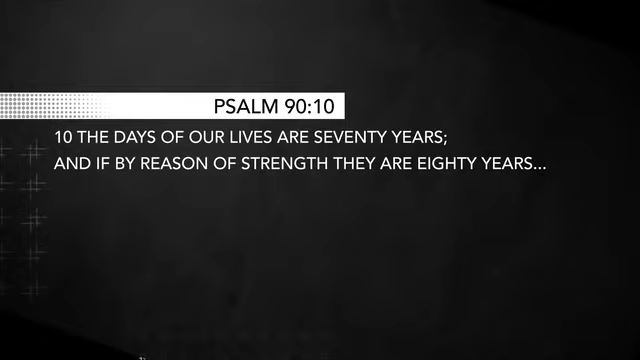 PSALM 90:10
10 THE DAYS OF OUR LIVES ARE SEVENTY YEARS;
AND IF BY REASON OF STRENGTH THEY ARE EIGHTY YEARS...